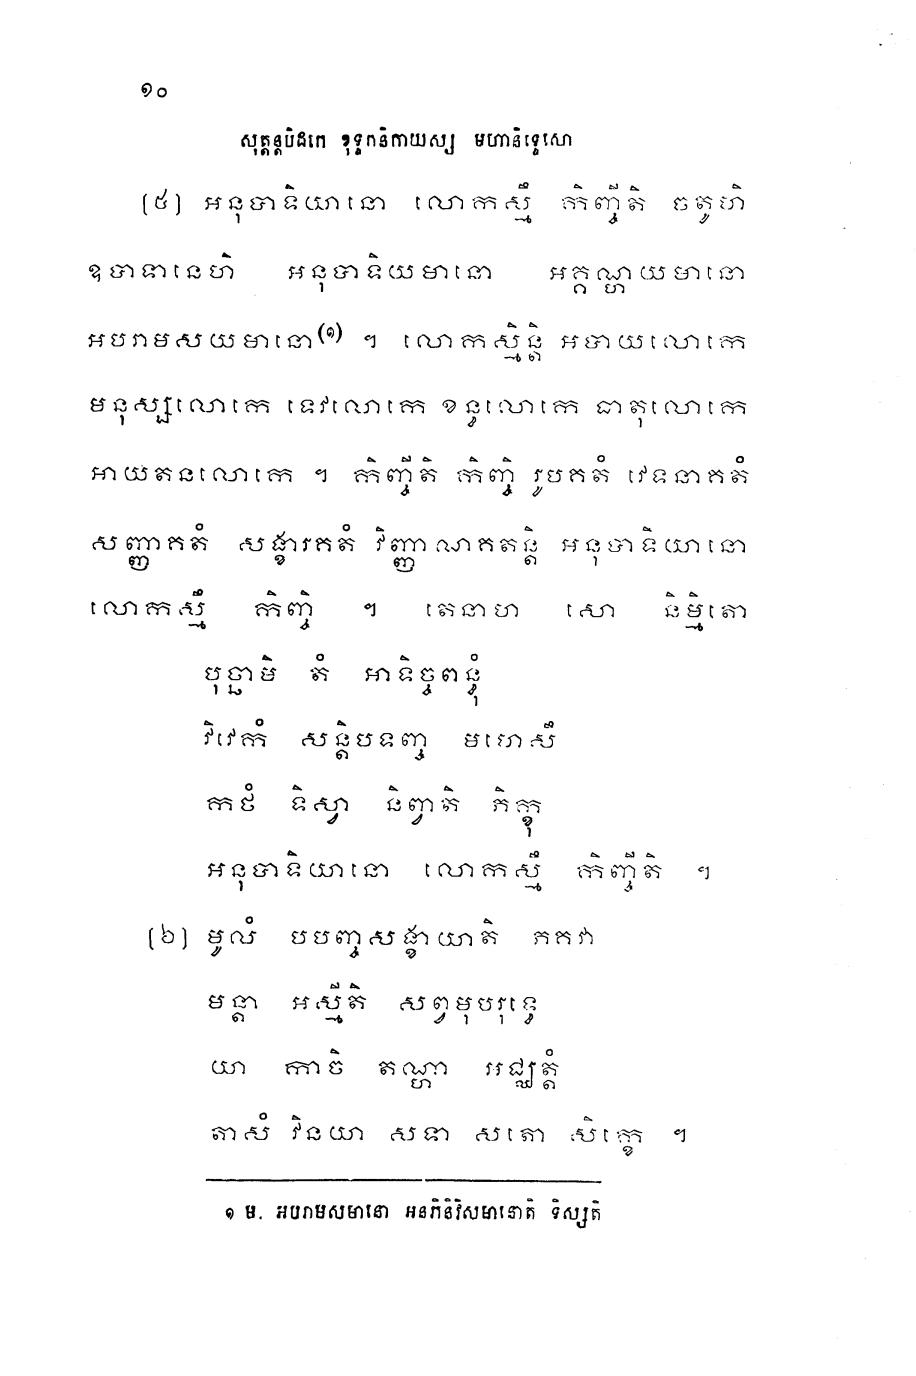 ១០
សុត្តន្តបិដកេ ខុទ្ទកនិកាយស្ស មហានិទ្ទេសោ
(៥) អនុបាទិយានោ លោកស្មឹ កិញ្ចីតិ ចតូហិ
ឧបាទានេហិ អនុបាទិយមានោ អគ្គណ្ហយមានោ
អបរាមសយមានោ(១) ។ លោកស្មិន្តិ អបាយលោកេ
មនុស្សលោកេ ទេវលោកេ ខន្ធលោកេ ធាតុលោកេ
អាយតនលោកេ ។ កិញ្ចីតិ កិញ្ចិ រូបគតំ វេទនាគតំ
សញ្ញាគតំ សង្ខារគតំ វិញ្ញាណគតន្តិ អនុបាទិយានោ
លោកស្មឹ កិញ្ចិ ។ តេនាហ សោ និម្មិតោ
បុច្ឆាមិ តំ អាទិច្ចពន្ធុំ
វិវេកំ សន្តិបទញ្ច មហេសឹ
កថំ ទិស្វា និព្វាតិ ភិក្ខុ
អនុបាទិយានោ លោកស្មឹ កិញ្ចីតិ ។
(៦) មូលំ បបញ្ចសង្ខាយាតិ ភគវា
មន្តា អស្មីតិ សព្វមុបរុន្ធេ
យា កាចិ តណ្ហា អជ្ឈត្តំ
តាសំ វិនយា សទា សតោ សិក្ខេ ។
១ ម. អបរាមសមានោ អនភិនិវិសមានោតិ ទិស្សតិ